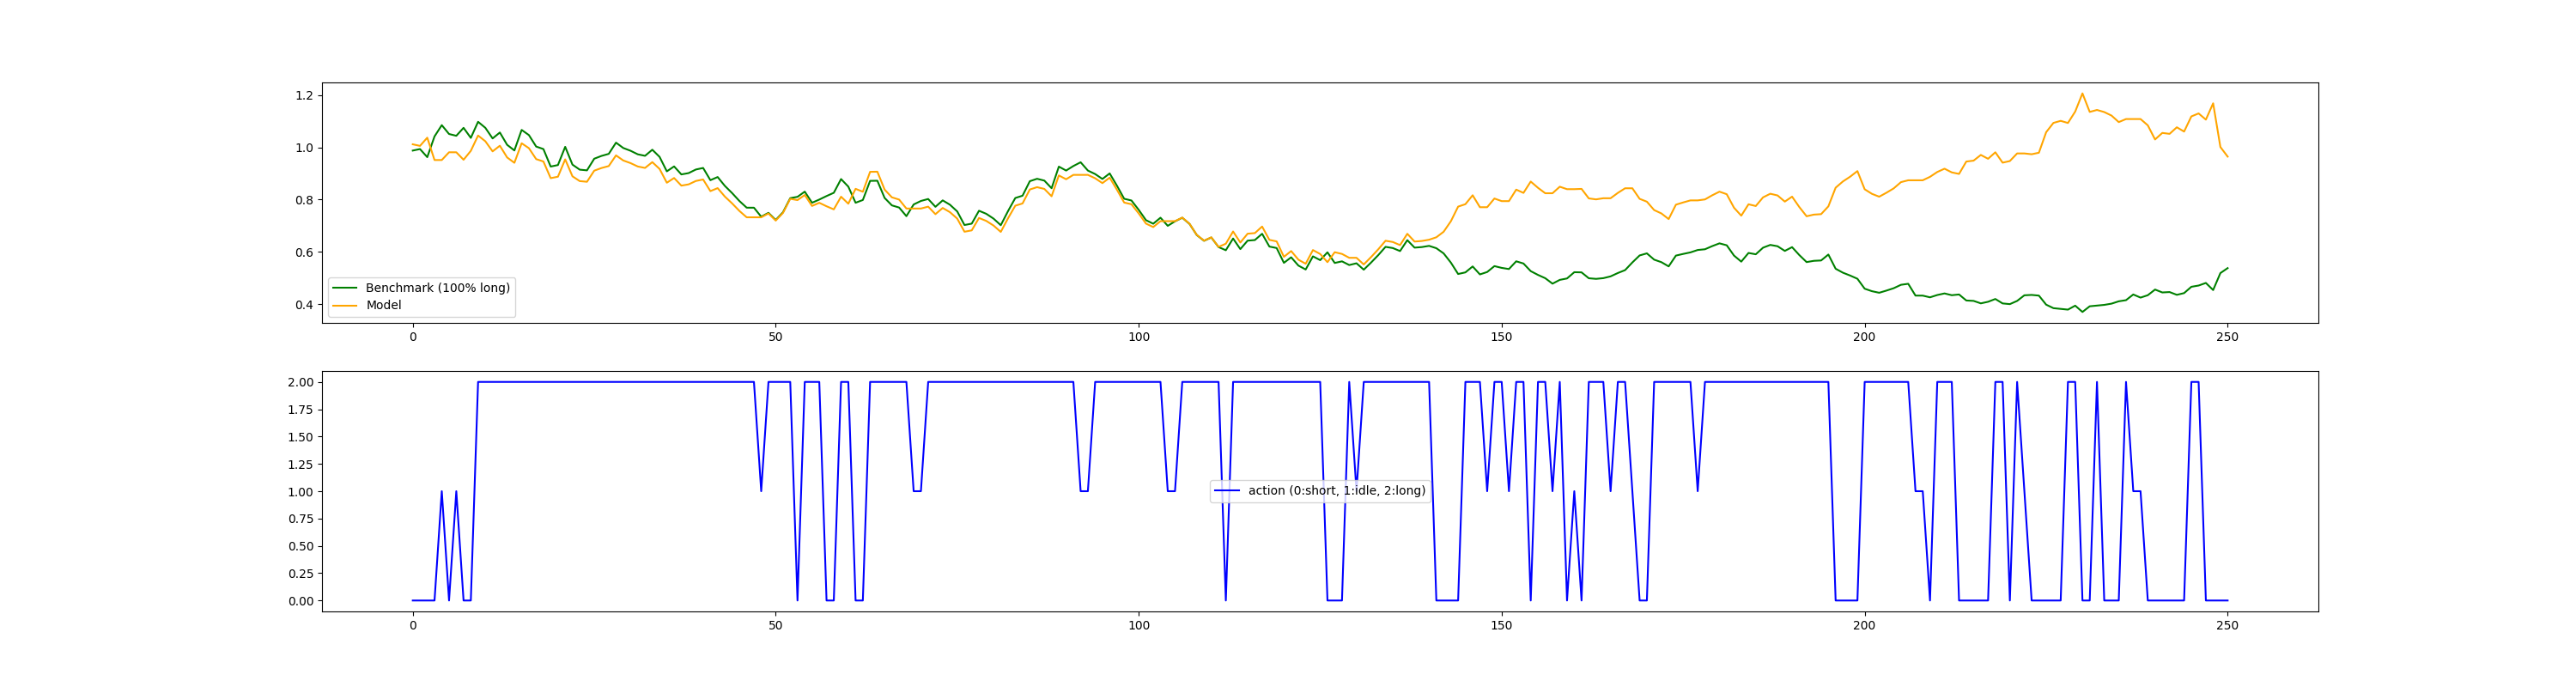 1.2
1.0
0.8
0.6
0.4
Benchmark (100% long)
Model
0 50 100 150 200 250
2.00
1.75
1.50
1.25
1.00
0.75
0.50
0.25
0.00
action (0:short, 1:idle, 2:long)
0 50 100 150 200 250